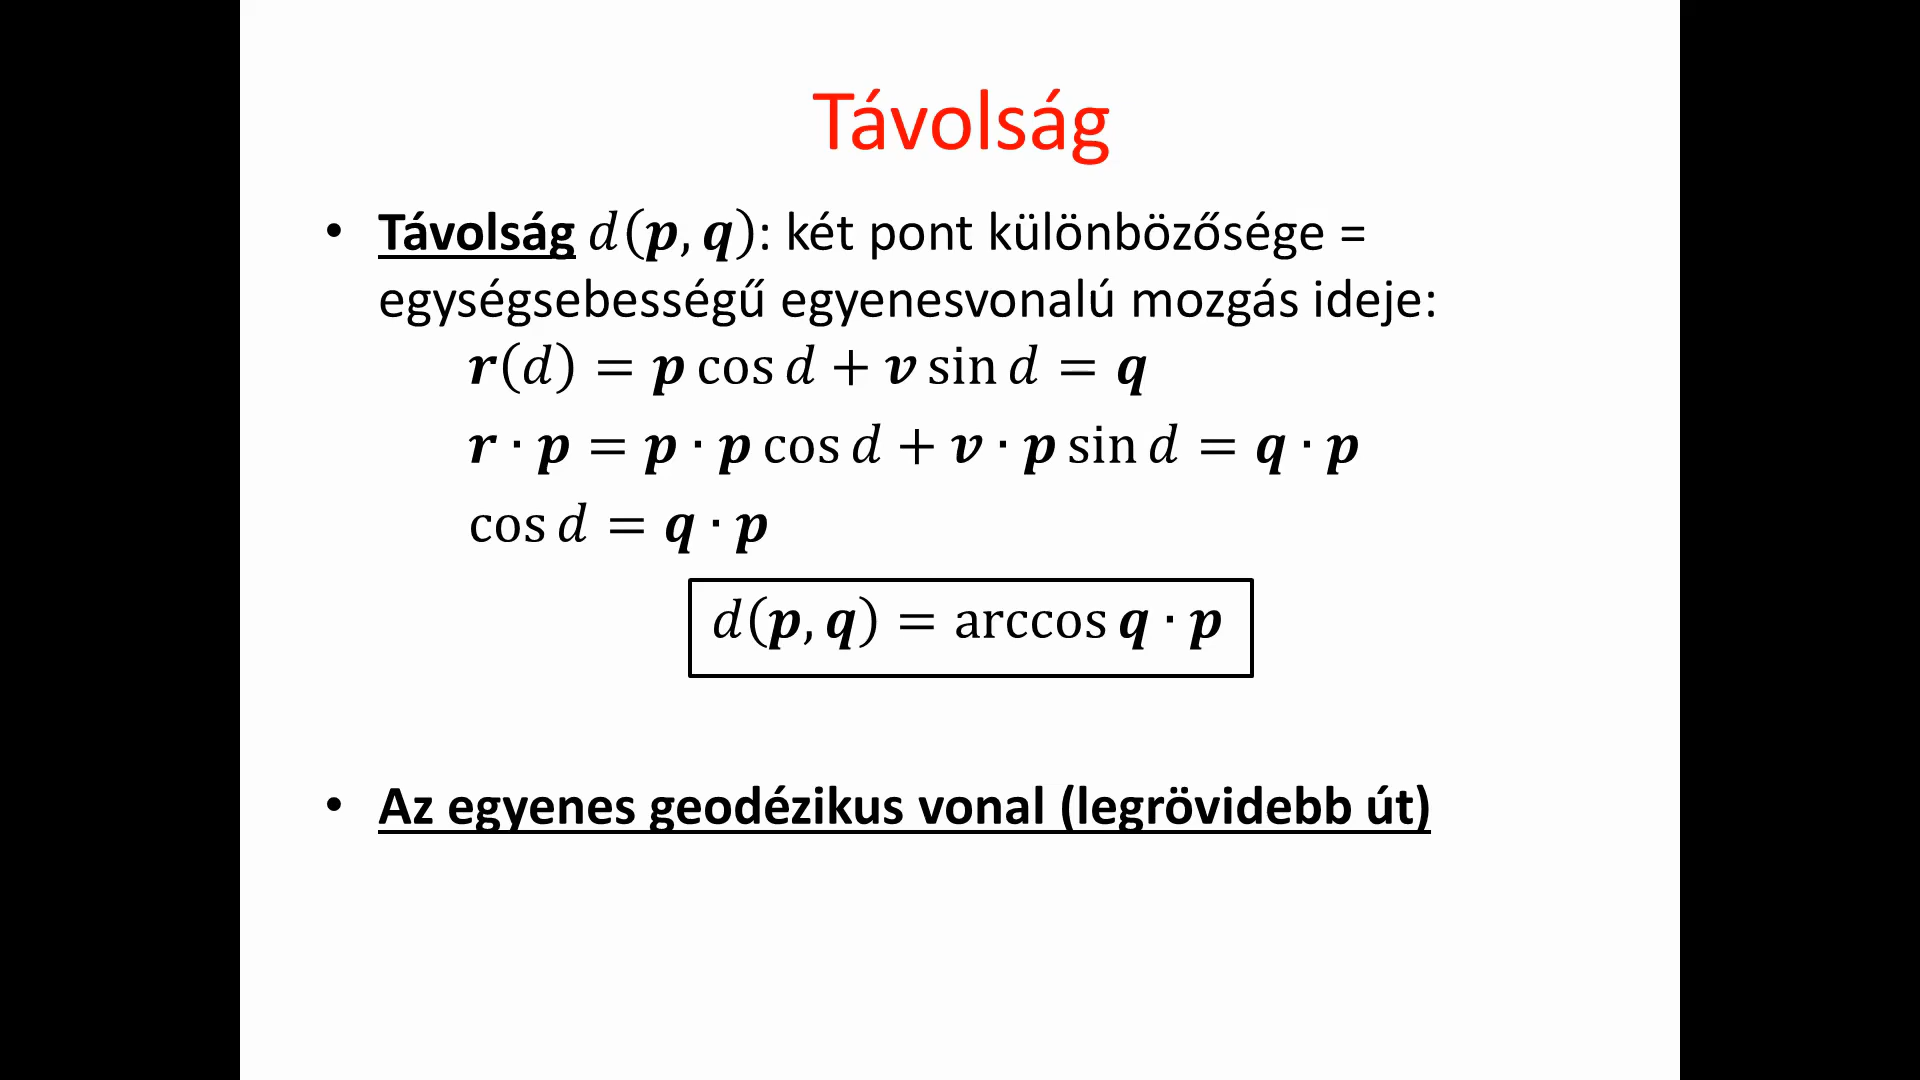 Távolság
• Távolság d(p, q): két pont különbözősége =
egységsebességű egyenesvonalú mozgás ideje:
r(d) = p cos d + v sin d = q
r · p = p · p cos d + v · p sin d = q · p
cos d = q · p
d(p, q) = arccos q · p
• Az egyenes geodézikus vonal (legrövidebb út)